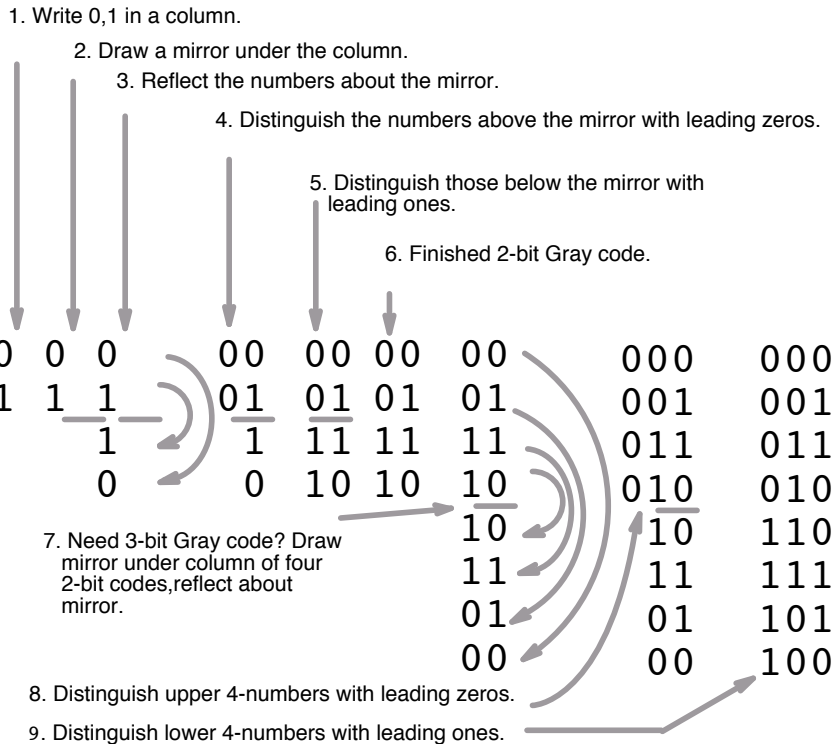 1. Write 0,1 in a column.
2. Draw a mirror under the column.
3. Reflect the numbers about the mirror.
4. Distinguish the numbers above the mirror with leading zeros.
5. Distinguish those below the mirror with
leading ones.
6. Finished 2-bit Gray code.
0 0 0 00 00 00 00 000 000
1 1 1 01 01 01 01 001 001
1 1 11 11 11 011 011
0 0 10 10 10 010 010
10 10 110
11 11 111
01 01 101
00 00 100
7. Need 3-bit Gray code? Draw
mirror under column of four
2-bit codes,reflect about
mirror.
8. Distinguish upper 4-numbers with leading zeros.
9. Distinguish lower 4-numbers with leading ones.